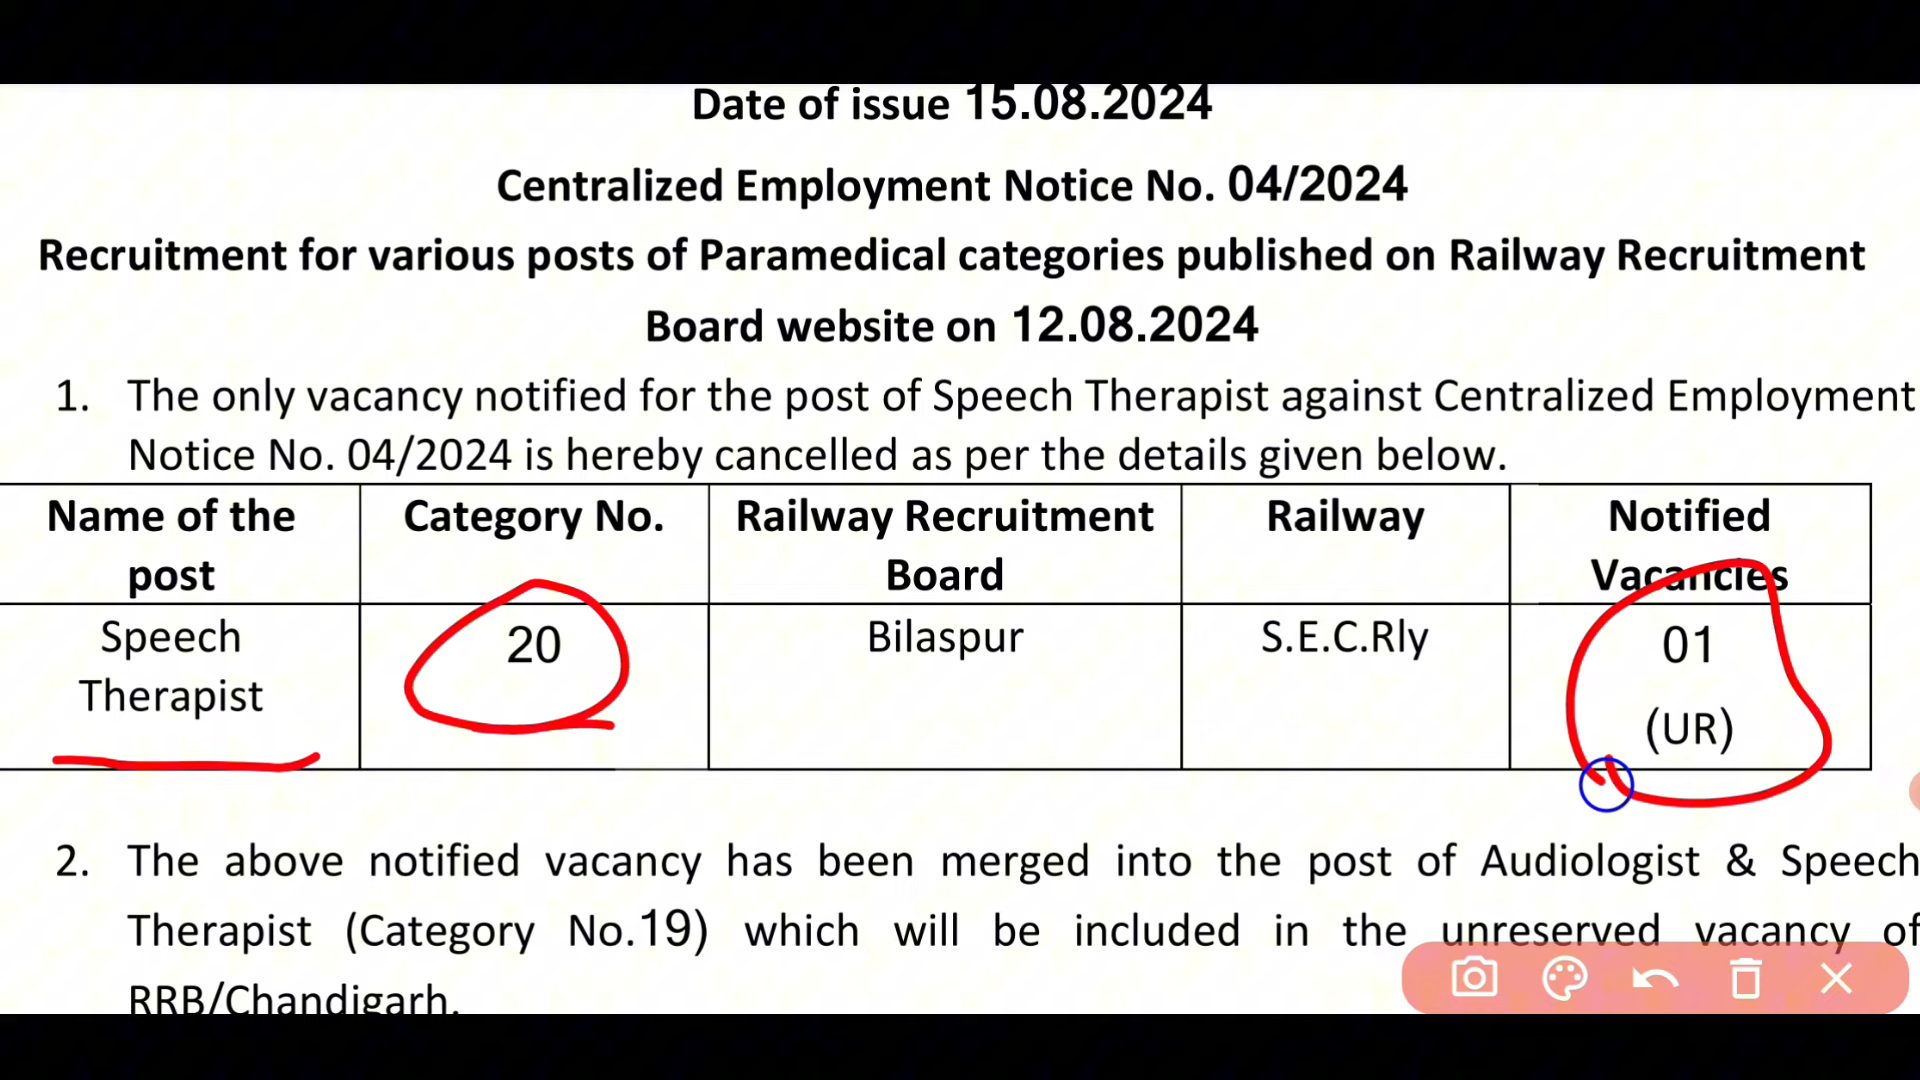 Date of issue 15.08.2024
Centralized Employment Notice No. 04/2024
Recruitment for various posts of Paramedical categories published on Railway Recruitment
Board website on 12.08.2024
1. The only vacancy notified for the post of Speech Therapist against Centralized Employment
Notice No. 04/2024 is hereby cancelled as per the details given below.
Name of the post
Category No.
Railway Recruitment Board
Railway
Notified Vacancies
Speech Therapist
20
Bilaspur
S.E.C.Rly
01
(UR)
2. The above notified vacancy has been merged into the post of Audiologist & Speech
Therapist (Category No.19) which will be included in the unreserved vacancy of
RRB/Chandigarh.